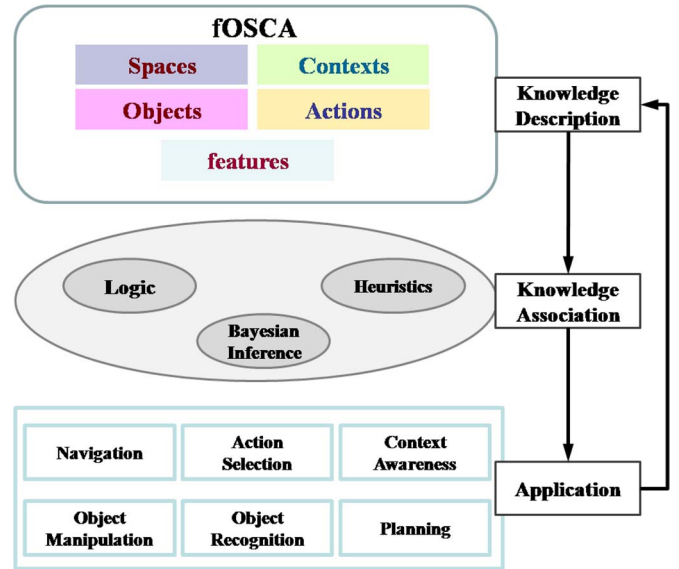 fOSCA
Spaces
Contexts
Objects
Actions
features
Knowledge
Description
Logic
Heuristics
Bayesian
Inference
Knowledge
Association
Navigation
Action
Selection
Context
Awareness
Object
Manipulation
Object
Recognition
Planning
Application